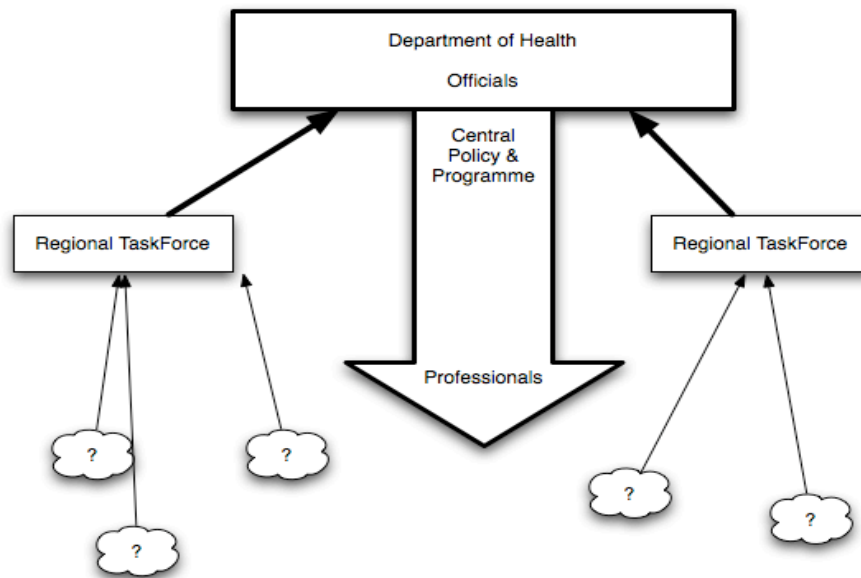 Department of Health
Officials
Central
Policy &
Programme
Regional TaskForce
Regional TaskForce
Professionals
?
?
?
?
?